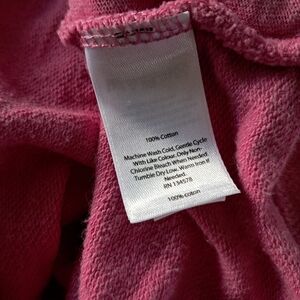 100% Cotton
Machine Wash Cold, Gentle Cycle
With Like Colour. Only Non-
Chlorine Bleach When Needed.
Tumble Dry Low. Warm Iron If
Needed.
RN 134578
100% coton